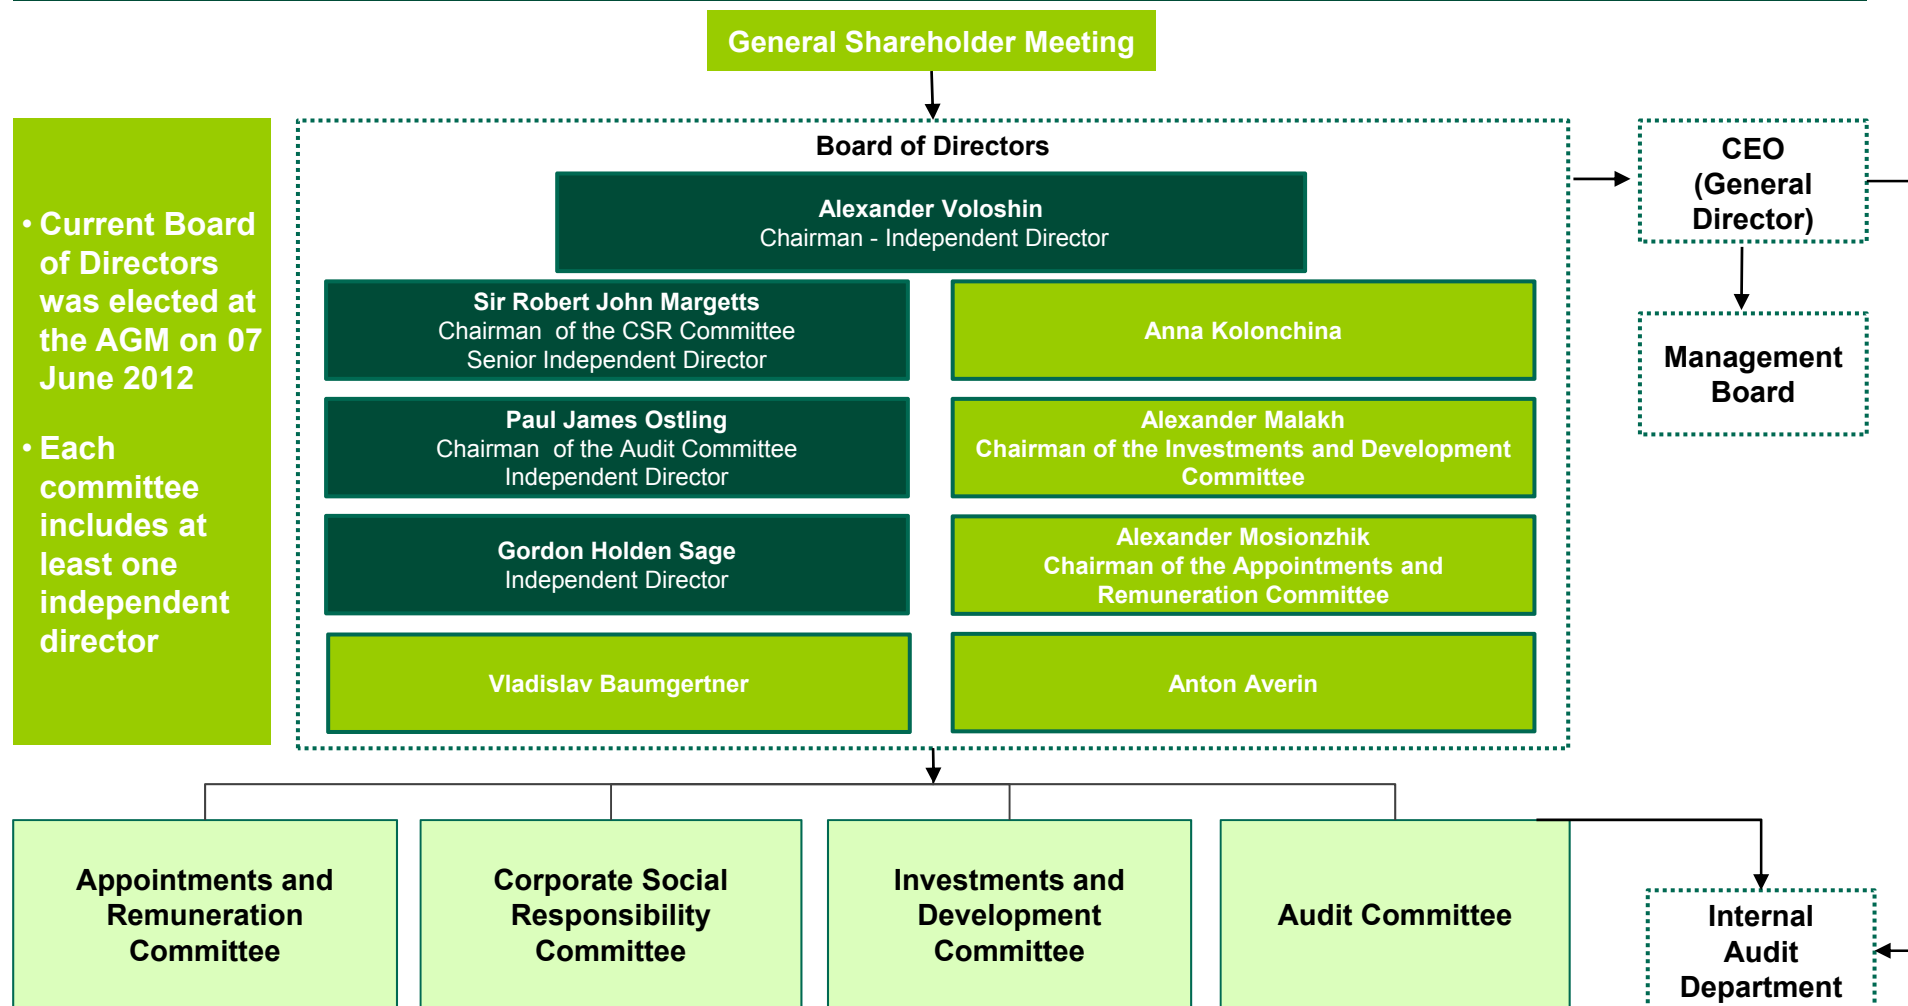 General Shareholder Meeting
• Current Board
of Directors
was elected at
the AGM on 07
June 2012
• Each
committee
includes at
least one
independent
director
Board of Directors
Alexander Voloshin
Chairman - Independent Director
Sir Robert John Margetts
Chairman of the CSR Committee
Senior Independent Director
Anna Kolonchina
Paul James Ostling
Chairman of the Audit Committee
Independent Director
Alexander Malakh
Chairman of the Investments and Development
Committee
Gordon Holden Sage
Independent Director
Alexander Mosionzhik
Chairman of the Appointments and
Remuneration Committee
Vladislav Baumgertner
Anton Averin
CEO
(General
Director)
Management
Board
Appointments and
Remuneration
Committee
Corporate Social
Responsibility
Committee
Investments and
Development
Committee
Audit Committee
Internal
Audit
Department